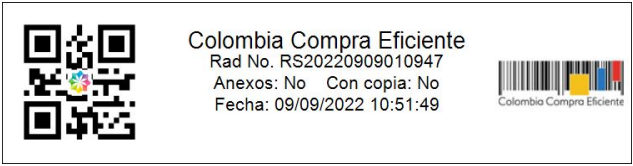 Colombia Compra Eficiente
Rad No. RS20220909010947
Anexos: No Con copia: No
Fecha: 09/09/2022 10:51:49
Colombia Compra Eficiente